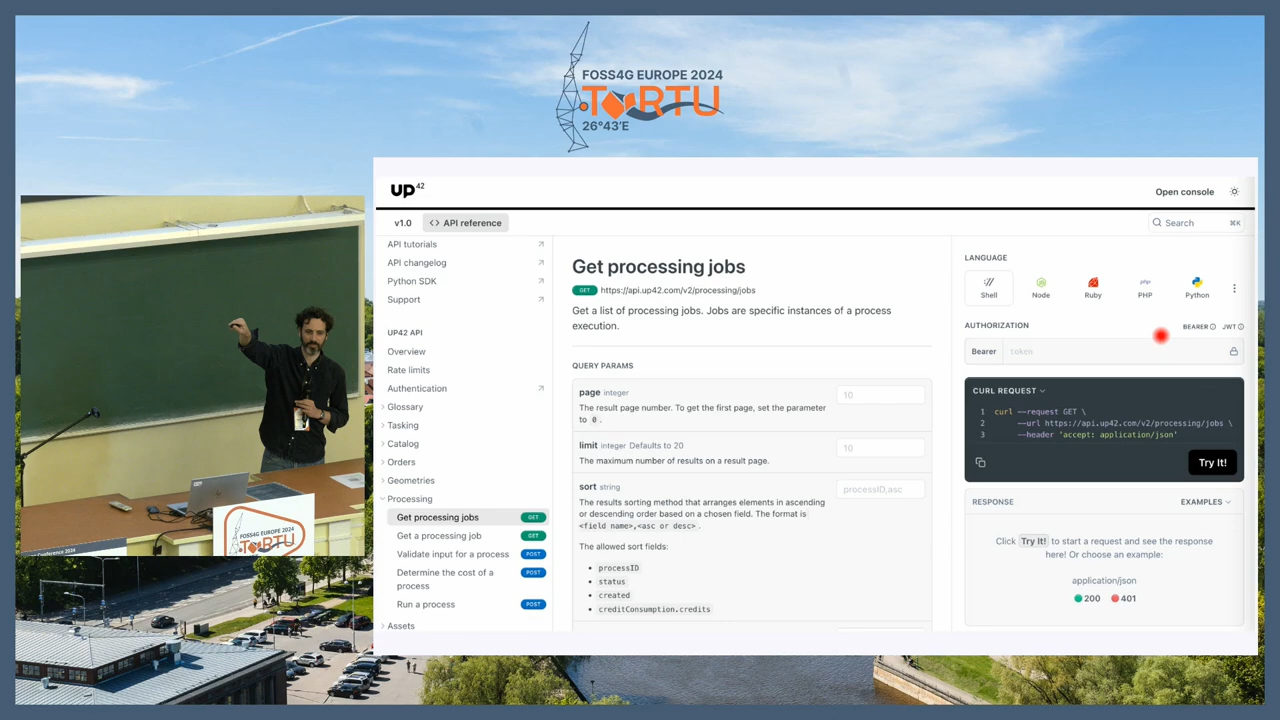 FOSS4G EUROPE 2024
TARTU
26°43'E
UP42
Open console
v1.0
<> API reference
Search
⌘K
API tutorials
API changelog
Python SDK
Support
UP42 API
Overview
Rate limits
Authentication
Glossary
Tasking
Catalog
Orders
Geometries
Processing
Get processing jobs GET
Get a processing job GET
Validate input for a process POST
Determine the cost of a
process POST
Run a process POST
Assets
Get processing jobs
GET https://api.up42.com/v2/processing/jobs
Get a list of processing jobs. Jobs are specific instances of a process
execution.
QUERY PARAMS
page integer
10
The result page number. To get the first page, set the parameter
to 0.
limit integer Defaults to 20
10
The maximum number of results on a result page.
sort string
processID,asc
The results sorting method that arranges elements in ascending
or descending order based on a chosen field. The format is
<field name>,<asc or desc>.
The allowed sort fields:
processID
status
created
creditConsumption.credits
LANGUAGE
Shell
Node
Ruby
php
PHP
Python
AUTHORIZATION
BEARER JWT
Bearer token
CURL REQUEST
1 curl --request GET \
2 --url https://api.up42.com/v2/processing/jobs \
3 --header 'accept: application/json'
Try It!
RESPONSE
EXAMPLES
Click Try It! to start a request and see the response
here! Or choose an example:
application/json
200 401
FOSS4G EUROPE 2024
TARTU
Conference 2024